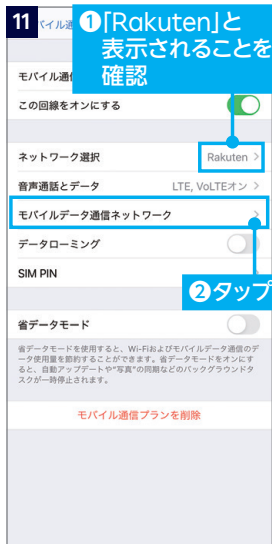 11
バイル通
❶「Rakuten」と
表示されることを
確認
モバイル通信
この回線をオンにする
ネットワーク選択 Rakuten >
音声通話とデータ LTE, VoLTEオン >
モバイルデータ通信ネットワーク >
データローミング
SIM PIN
❷タップ
省データモード
省データモードを使用すると、Wi-Fiおよびモバイルデータ通信のデ
ータ使用量を節約することができます。省データモードをオンにす
ると、自動アップデートや"写真"の同期などのバックグラウンドタ
スクが一時停止されます。
モバイル通信プランを削除